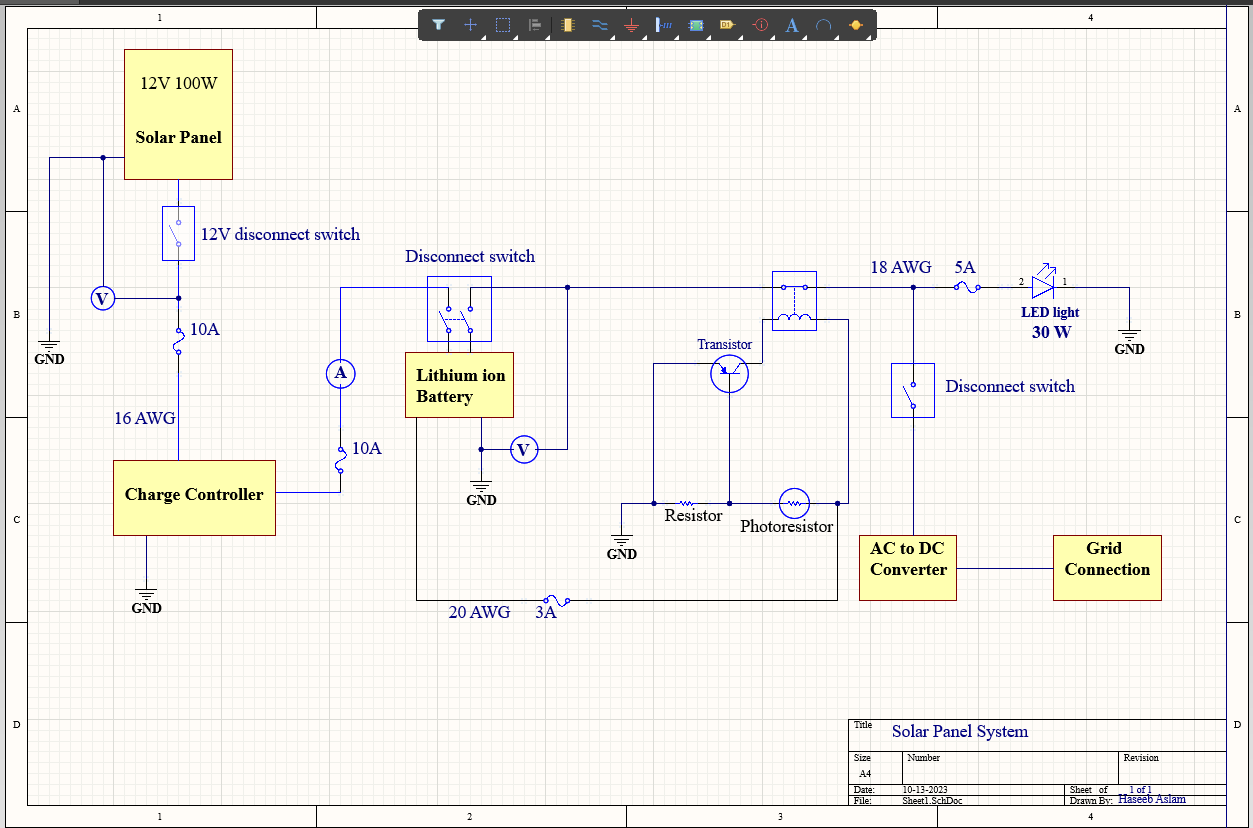 1
4
D1
A
A
A
12V 100W
Solar Panel
12V disconnect switch
Disconnect switch
18 AWG
5A
2
1
LED light
30 W
GND
B
B
V
10A
GND
Transistor
A
Lithium ion
Battery
Disconnect switch
16 AWG
10A
V
Charge Controller
GND
Resistor
Photoresistor
GND
C
C
AC to DC
Converter
Grid
Connection
GND
20 AWG
3A
D
D
Title
Solar Panel System
Size
Number
Revision
A4
Date:
10-13-2023
Sheet of
1 of 1
File:
Sheet1.SchDoc
Drawn By:
Haseeb Aslam
1
2
3
4